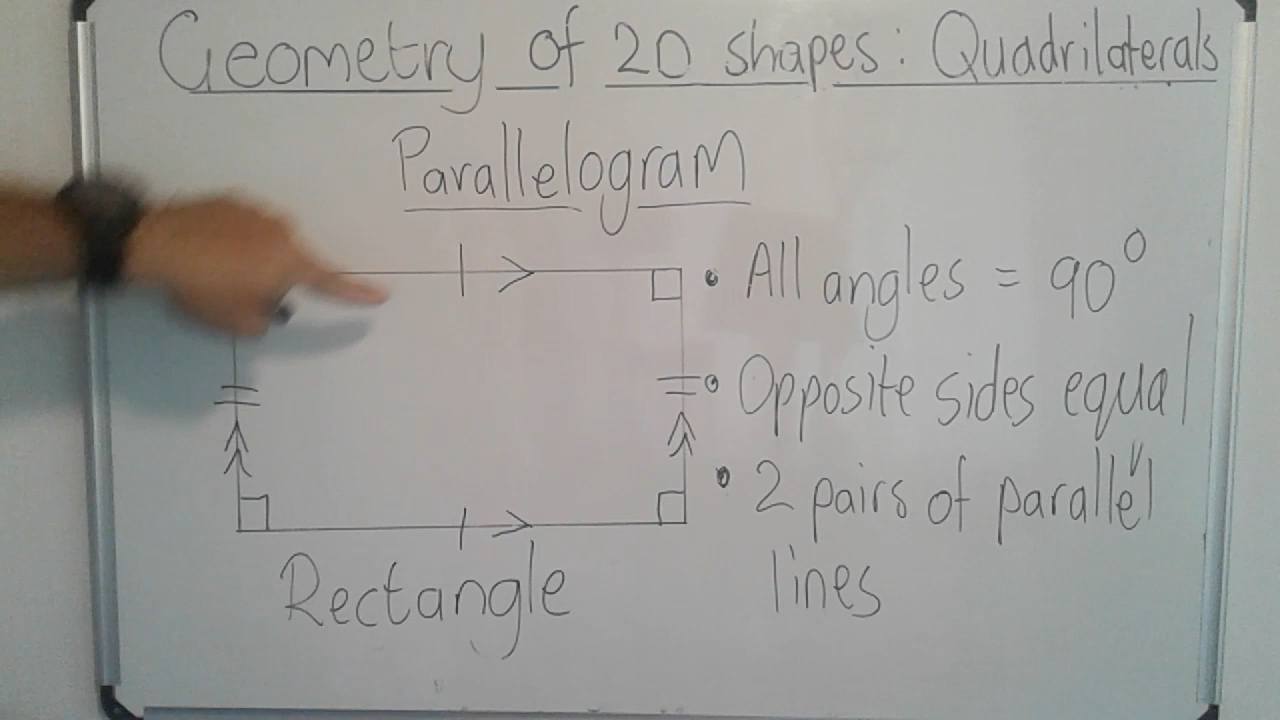 Geometry of 2D shapes: Quadrilaterals
Parallelogram
• All angles = 90°
• Opposite sides equal
• 2 pairs of parallel
lines
Rectangle